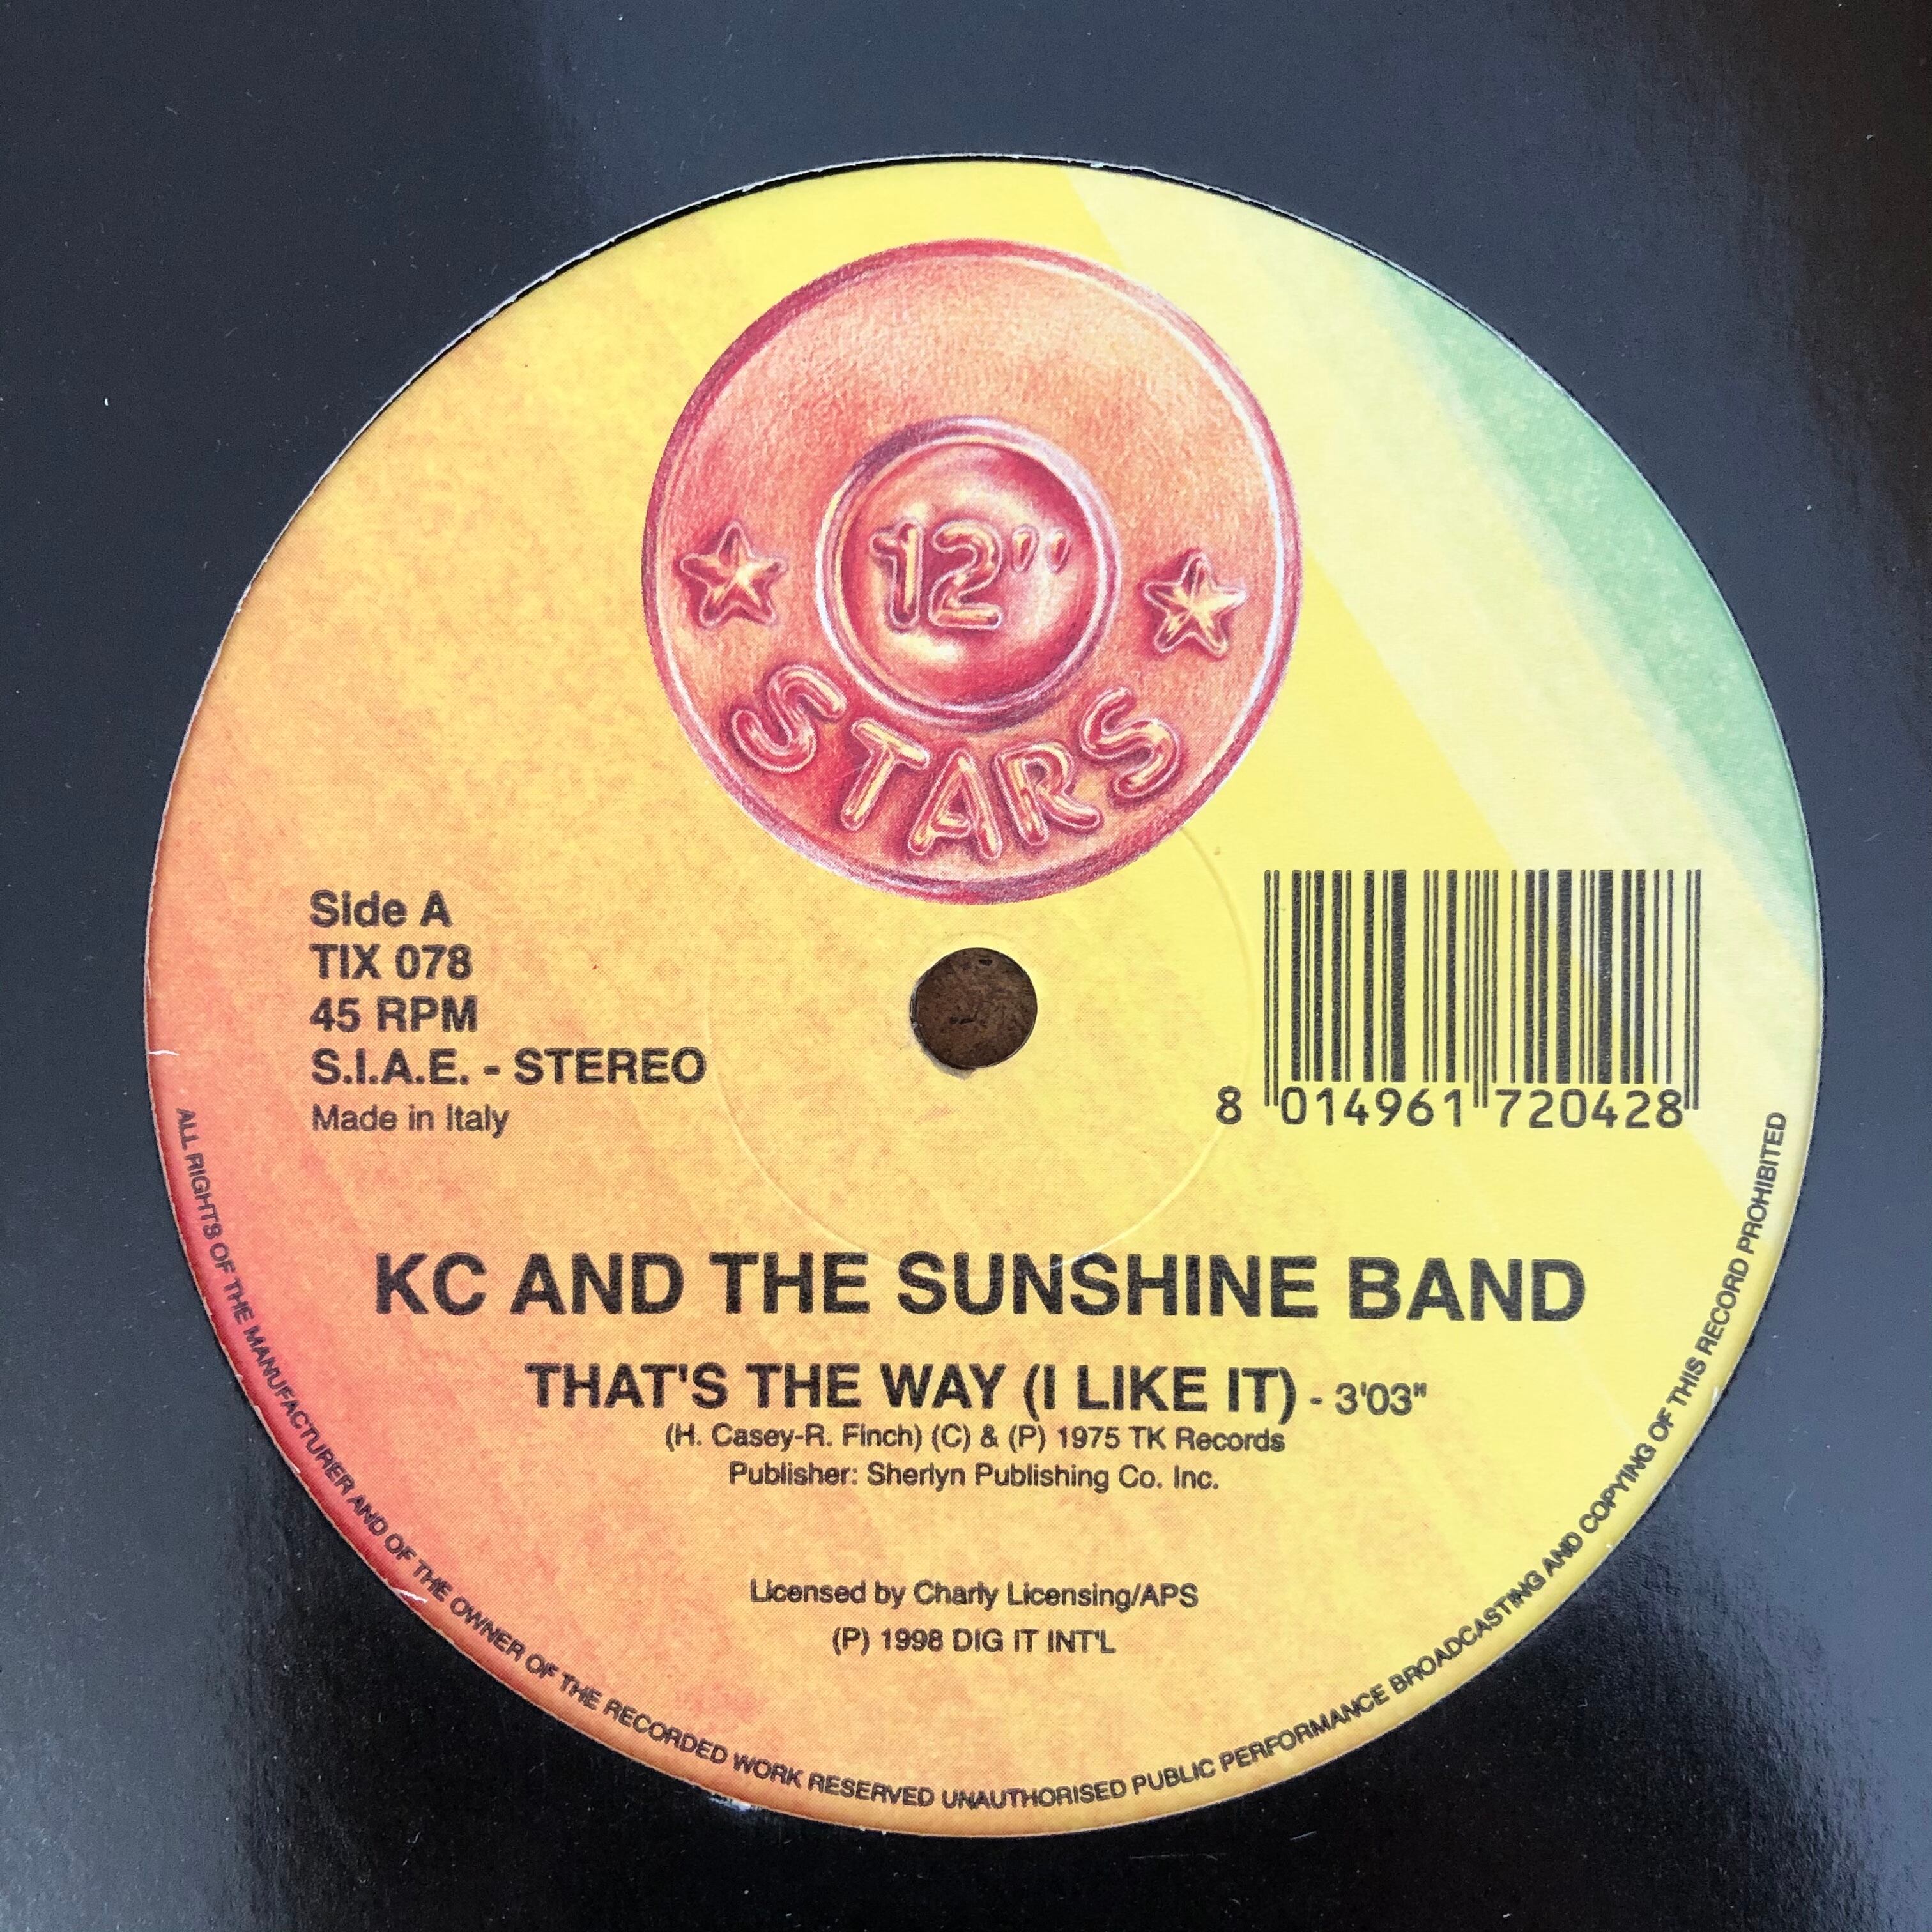 12"
STARS
Side A
TIX 078
45 RPM
S.I.A.E. - STEREO
Made in Italy
8 014961 720428
KC AND THE SUNSHINE BAND
THAT'S THE WAY (I LIKE IT) - 3'03"
(H. Casey-R. Finch) (C) & (P) 1975 TK Records
Publisher: Sherlyn Publishing Co. Inc.
Licensed by Charly Licensing/APS
(P) 1998 DIG IT INT'L
ALL RIGHTS OF THE MANUFACTURER AND OF THE OWNER OF THE RECORDED WORK RESERVED UNAUTHORISED PUBLIC PERFORMANCE BROADCASTING AND COPYING OF THIS RECORD PROHIBITED